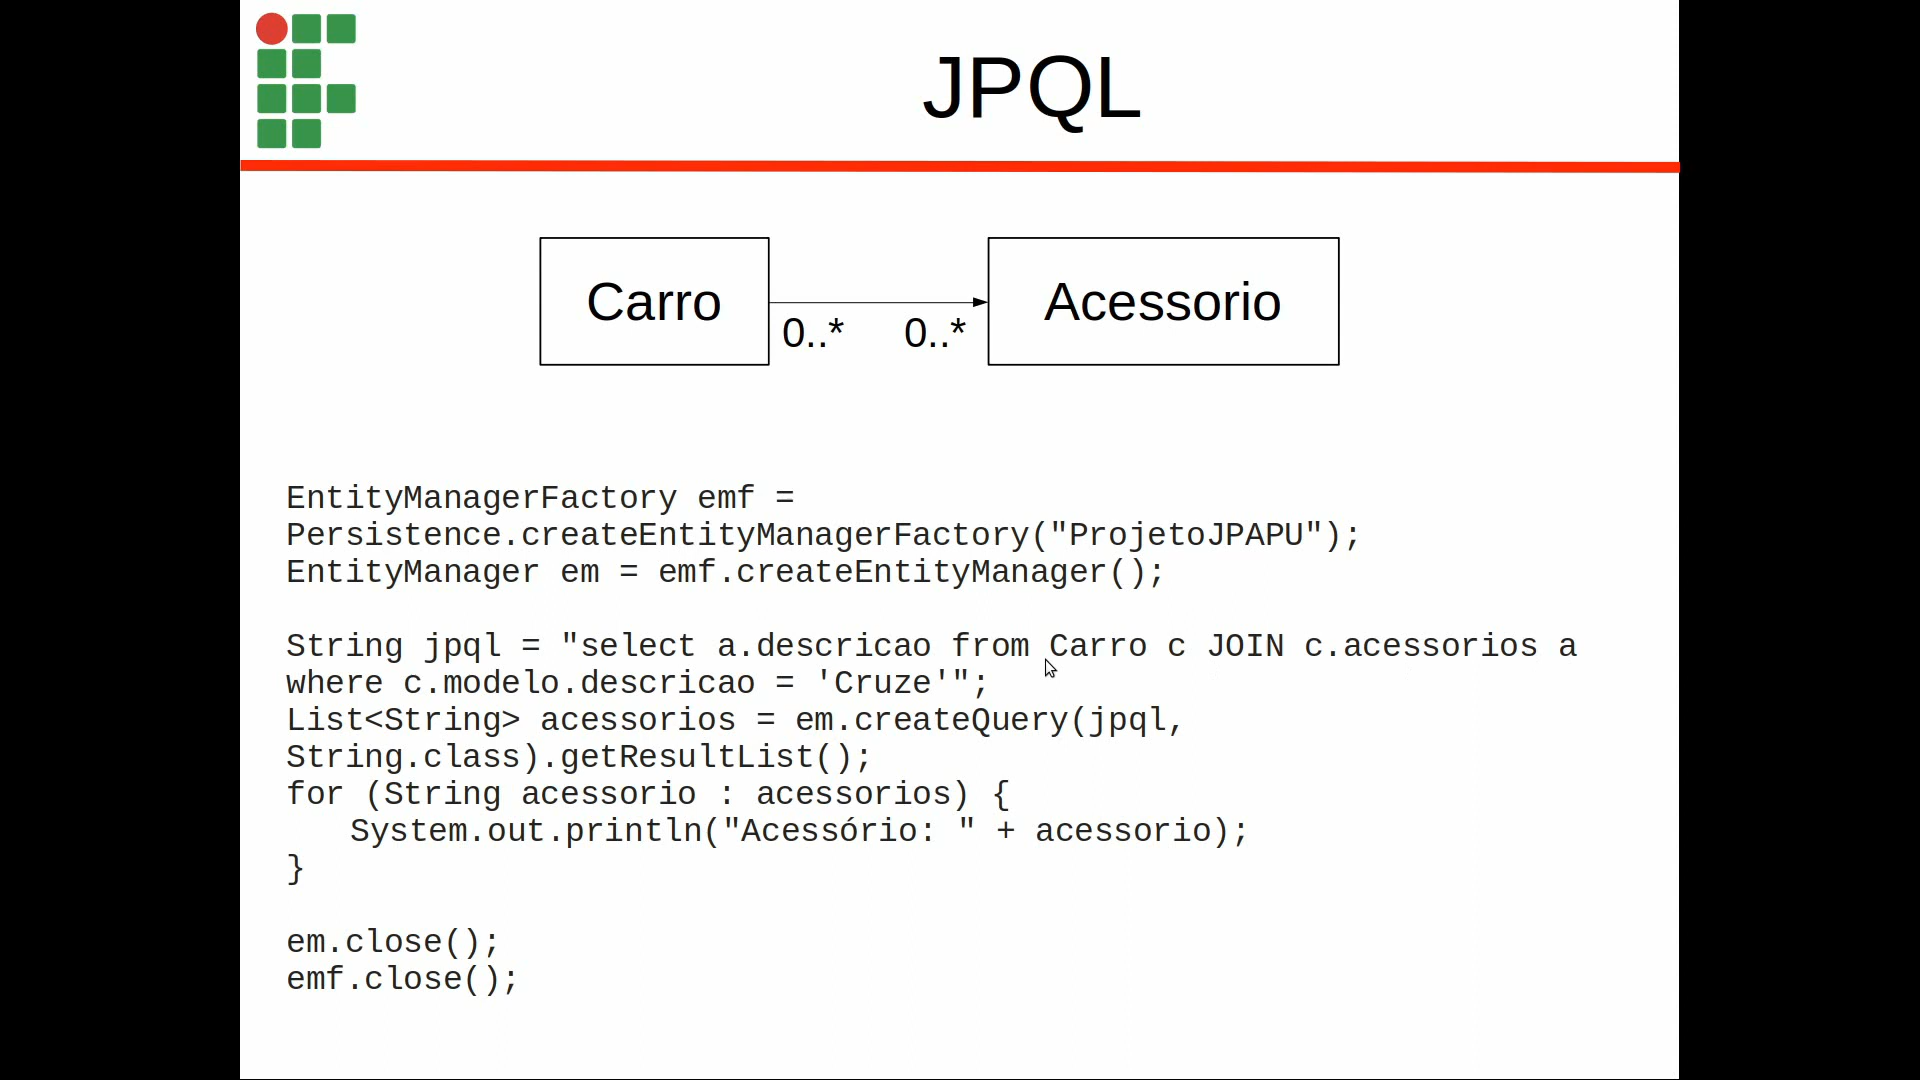 JPQL
Carro
Acessorio
0..*
0..*
EntityManagerFactory emf =
Persistence.createEntityManagerFactory("ProjetoJPAPU");
EntityManager em = emf.createEntityManager();
String jpql = "select a.descricao from Carro c JOIN c.acessorios a
where c.modelo.descricao = 'Cruze'";
List<String> acessorios = em.createQuery(jpql,
String.class).getResultList();
for (String acessorio : acessorios) {
System.out.println("Acessório: " + acessorio);
}
em.close();
emf.close();